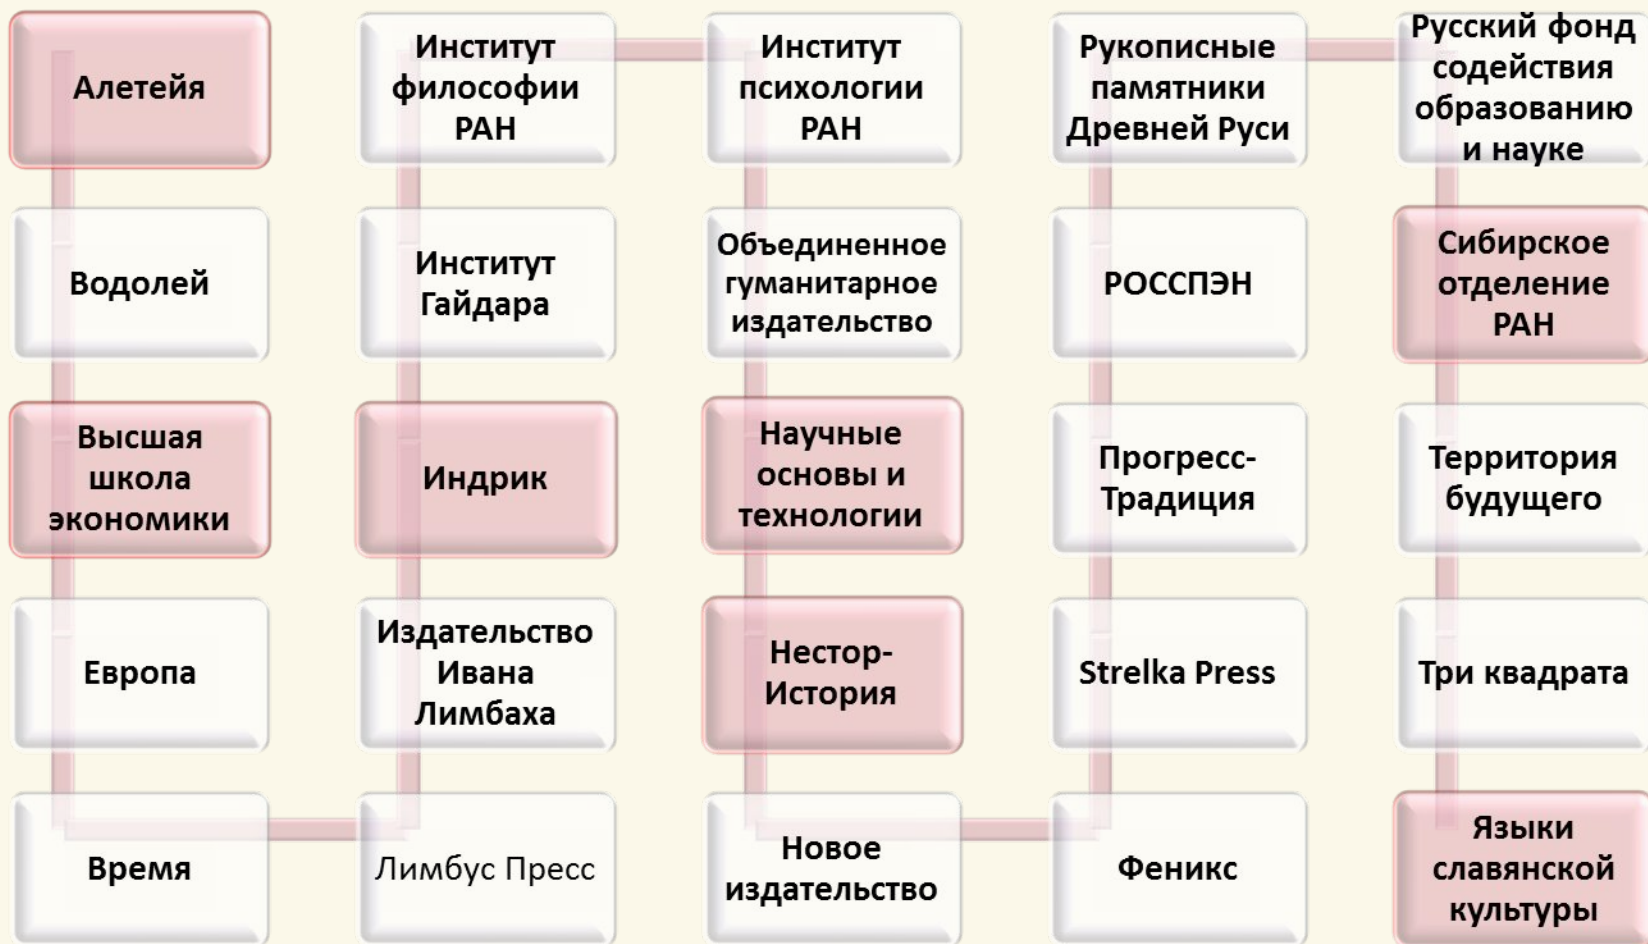 Алетейя
Водолей
Высшая
школа
экономики
Европа
Время
Лимбус Пресс
Издательство
Ивана
Лимбаха
Индрик
Институт
Гайдара
Институт
философии
РАН
Институт
психологии
РАН
Объединенное
гуманитарное
издательство
Научные
основы и
технологии
Нестор-
История
Новое
издательство
Феникс
Strelka Press
Прогресс-
Традиция
РОССПЭН
Рукописные
памятники
Древней Руси
Русский фонд
содействия
образованию
и науке
Сибирское
отделение
РАН
Территория
будущего
Три квадрата
Языки
славянской
культуры